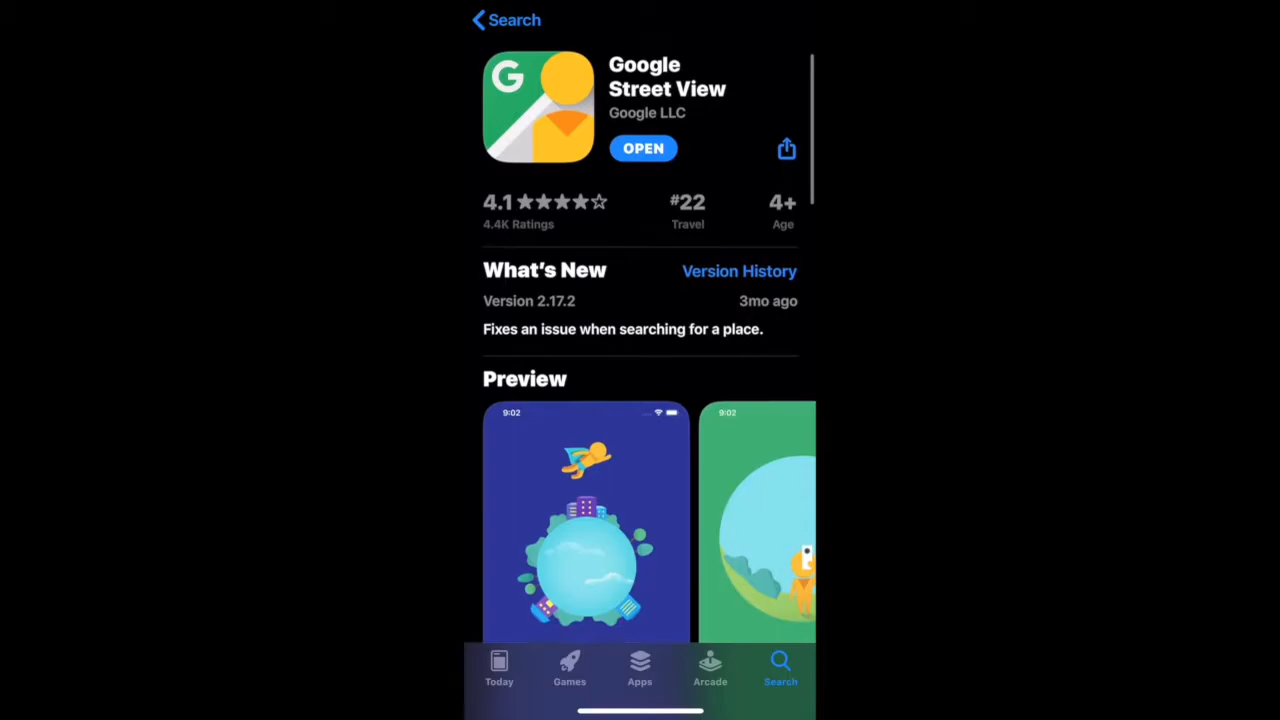 Search
G
Google
Street View
Google LLC
OPEN
4.1
#22
4+
4.4K Ratings
Travel
Age
What's New
Version History
Version 2.17.2
3mo ago
Fixes an issue when searching for a place.
Preview
9:02
9:02
Today
Games
Apps
Arcade
Search